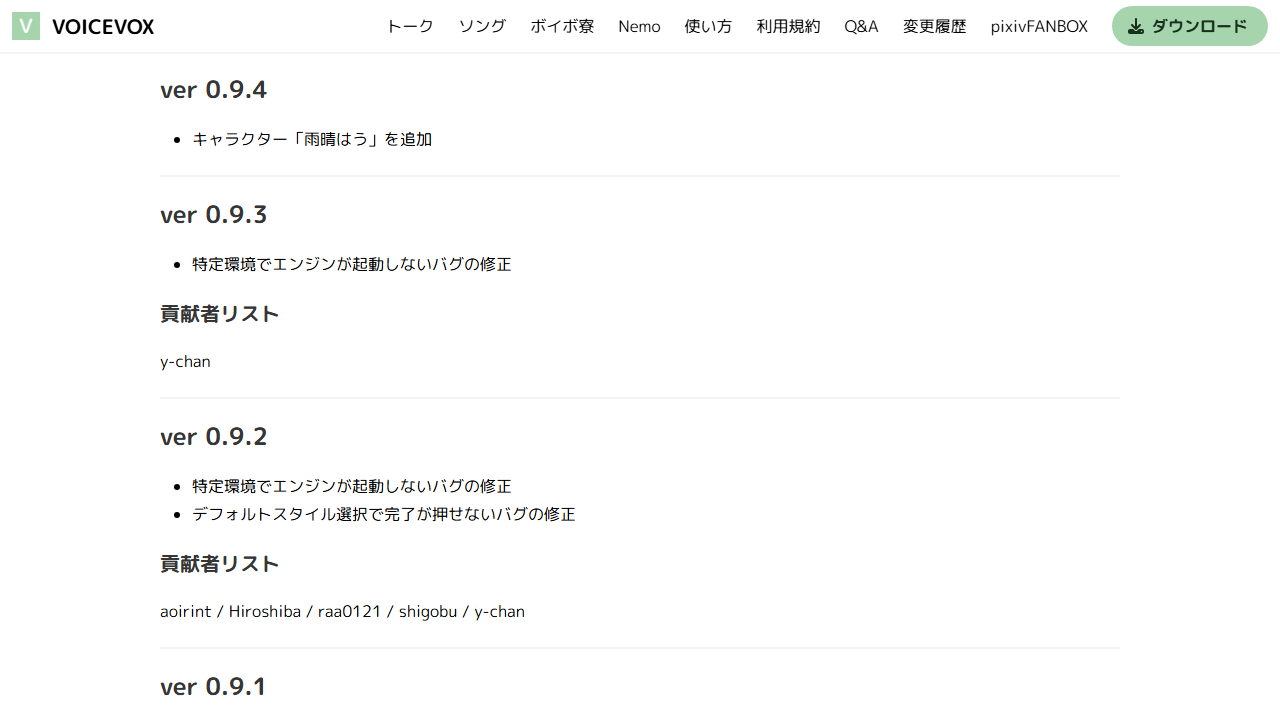 V VOICEVOX トーク ソング ボイボ寮 Nemo 使い方 利用規約 Q&A 変更履歴 pixivFANBOX ダウンロード
ver 0.9.4
• キャラクター「雨晴はう」を追加
ver 0.9.3
• 特定環境でエンジンが起動しないバグの修正
貢献者リスト
y-chan
ver 0.9.2
• 特定環境でエンジンが起動しないバグの修正
• デフォルトスタイル選択で完了が押せないバグの修正
貢献者リスト
aoirint / Hiroshiba / raa0121 / shigobu / y-chan
ver 0.9.1